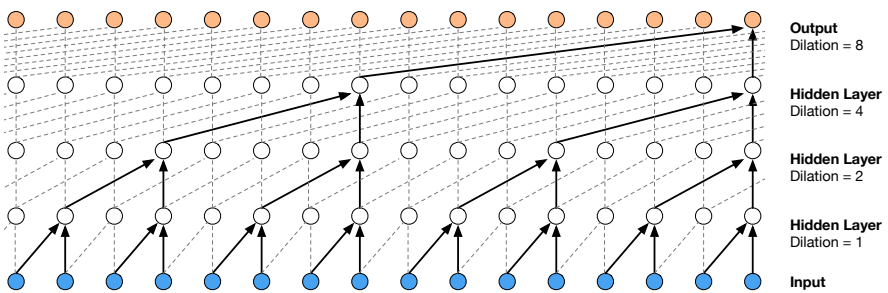 Output
Dilation = 8
Hidden Layer
Dilation = 4
Hidden Layer
Dilation = 2
Hidden Layer
Dilation = 1
Input